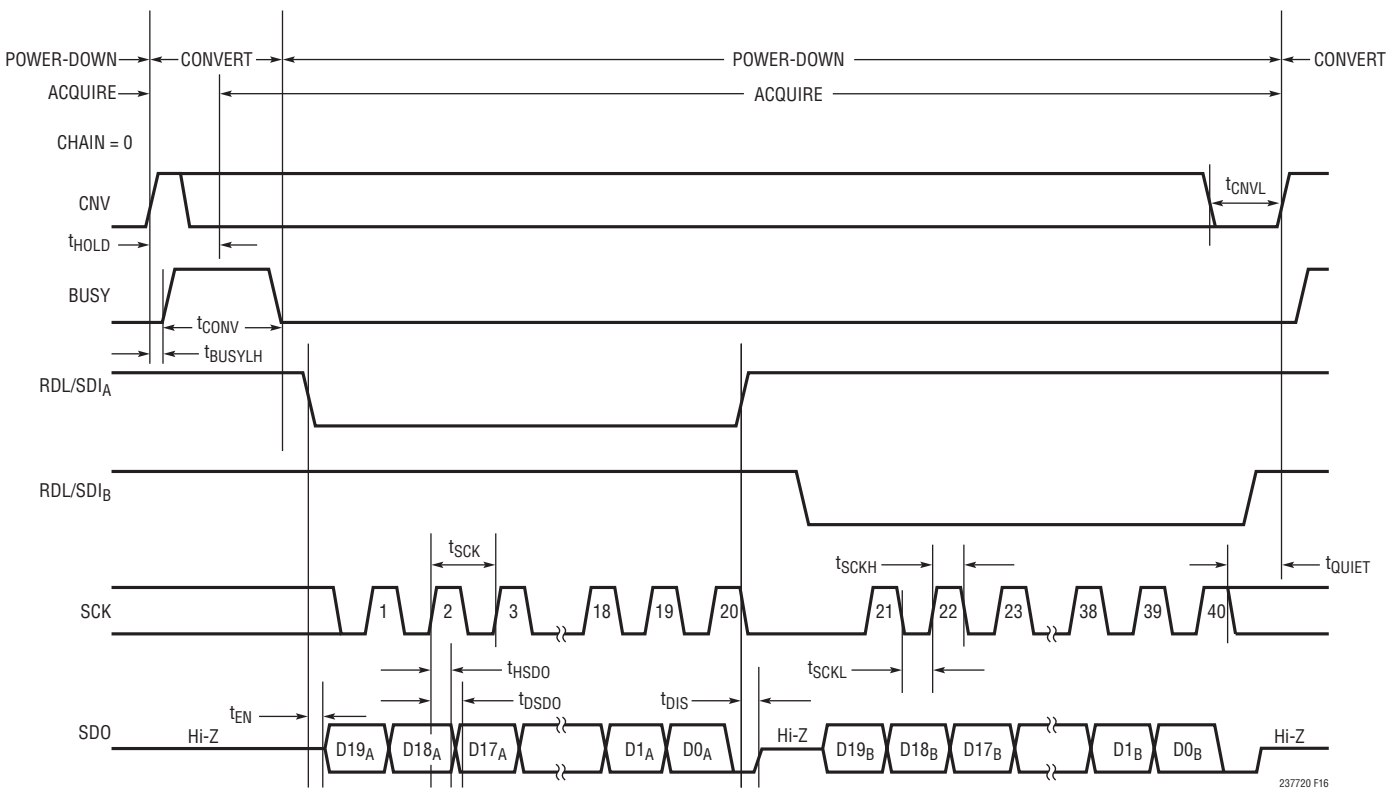 POWER-DOWN CONVERT POWER-DOWN CONVERT
ACQUIRE ACQUIRE
CHAIN = 0
CNV tCNVL
tHOLD
BUSY
tCONV
tBUSYLH
RDL/SDIA
RDL/SDIB
tSCK tSCKH tQUIET
SCK 1 2 3 18 19 20 21 22 23 38 39 40
tHSDO tSCKL
tEN tDSDO tDIS
SDO Hi-Z D19A D18A D17A D1A D0A Hi-Z D19B D18B D17B D1B D0B Hi-Z
237720 F16